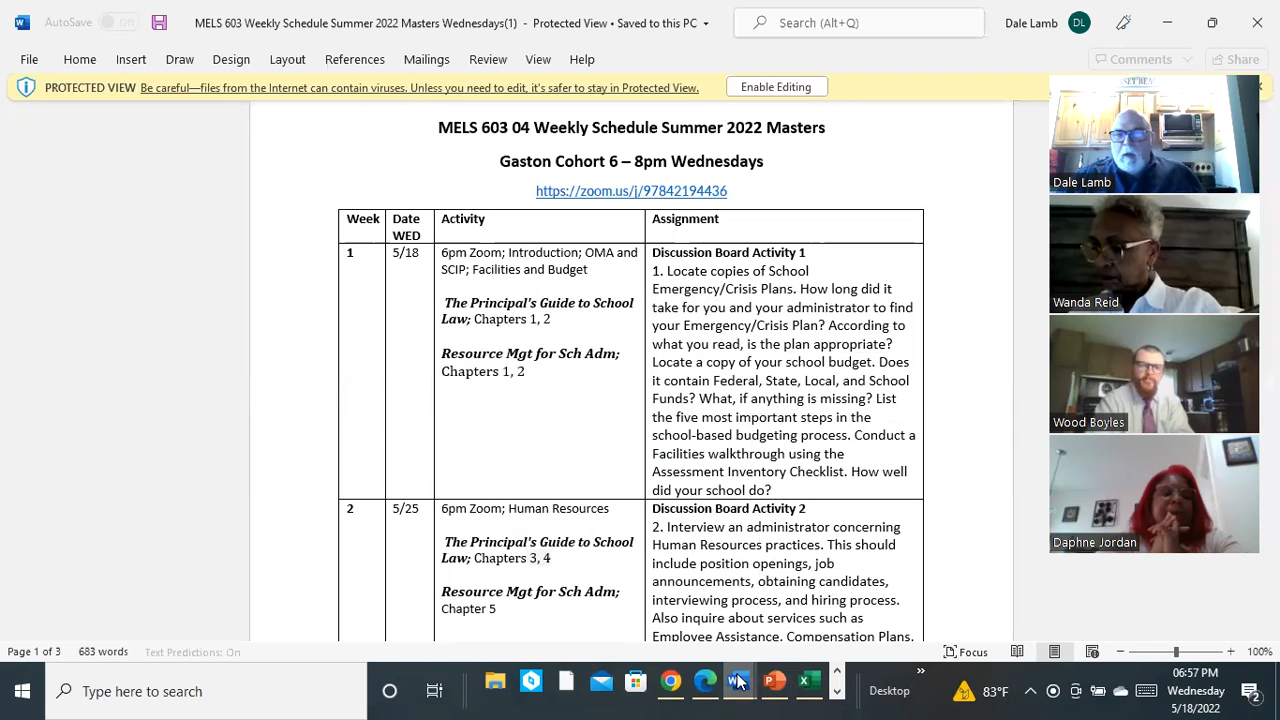 AutoSave Off MELS 603 Weekly Schedule Summer 2022 Masters Wednesdays(1) - Protected View • Saved to this PC Search (Alt+Q) Dale Lamb DL
File Home Insert Draw Design Layout References Mailings Review View Help Comments Share
PROTECTED VIEW Be careful—files from the Internet can contain viruses. Unless you need to edit, it's safer to stay in Protected View. Enable Editing
MELS 603 04 Weekly Schedule Summer 2022 Masters
Gaston Cohort 6 – 8pm Wednesdays
https://zoom.us/j/97842194436
Week Date WED Activity Assignment
1 5/18
6pm Zoom; Introduction; OMA and
SCIP; Facilities and Budget
The Principal's Guide to School
Law; Chapters 1, 2
Resource Mgt for Sch Adm;
Chapters 1, 2
Discussion Board Activity 1
1. Locate copies of School
Emergency/Crisis Plans. How long did it
take for you and your administrator to find
your Emergency/Crisis Plan? According to
what you read, is the plan appropriate?
Locate a copy of your school budget. Does
it contain Federal, State, Local, and School
Funds? What, if anything is missing? List
the five most important steps in the
school-based budgeting process. Conduct a
Facilities walkthrough using the
Assessment Inventory Checklist. How well
did your school do?
2 5/25
6pm Zoom; Human Resources
The Principal's Guide to School
Law; Chapters 3, 4
Resource Mgt for Sch Adm;
Chapter 5
Discussion Board Activity 2
2. Interview an administrator concerning
Human Resources practices. This should
include position openings, job
announcements, obtaining candidates,
interviewing process, and hiring process.
Also inquire about services such as
Employee Assistance, Compensation Plans,
Dale Lamb
Wanda Reid
Wood Boyles
Daphne Jordan
Page 1 of 3 683 words Text Predictions: On Focus 100%
Type here to search Desktop 83°F 06:57 PM
Wednesday
5/18/2022
2